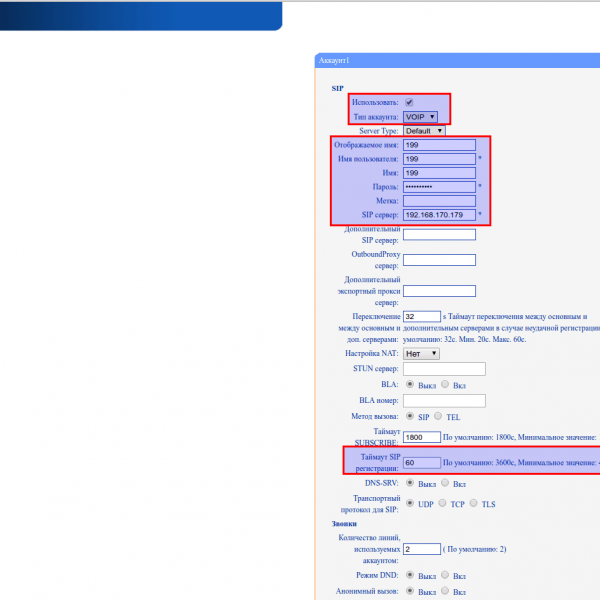 Аккаунт1
SIP
Использовать:
Тип аккаунта: VOIP
Server Type: Default
Отображаемое имя: 199
Имя пользователя: 199 *
Имя: 199
Пароль: •••••••••• *
Метка:
SIP сервер: 192.168.170.179 *
Дополнительный
SIP сервер:
OutboundProxy
сервер:
Дополнительный
экспортный прокси
сервер:
Переключение 32 s Таймаут переключения между основным и
между основным и дополнительным серверами в случае неудачной регистрации
доп. серверами: умолчанию: 32с. Мин. 20с. Макс. 60с.
Настройка NAT: Нет
STUN сервер:
BLA: Выкл Вкл
BLA номер:
Метод вызова: SIP TEL
Таймаут
SUBSCRIBE: 1800 По умолчанию: 1800с, Минимальное значение:
Таймаут SIP
регистрации: 60 По умолчанию: 3600с, Минимальное значение:
DNS-SRV: Выкл Вкл
Транспортный
протокол для SIP: UDP TCP TLS
Звонки
Количество линий,
используемых 2 ( По умолчанию: 2)
аккаунтом:
Режим DND: Выкл Вкл
Анонимный вызов: Выкл Вкл